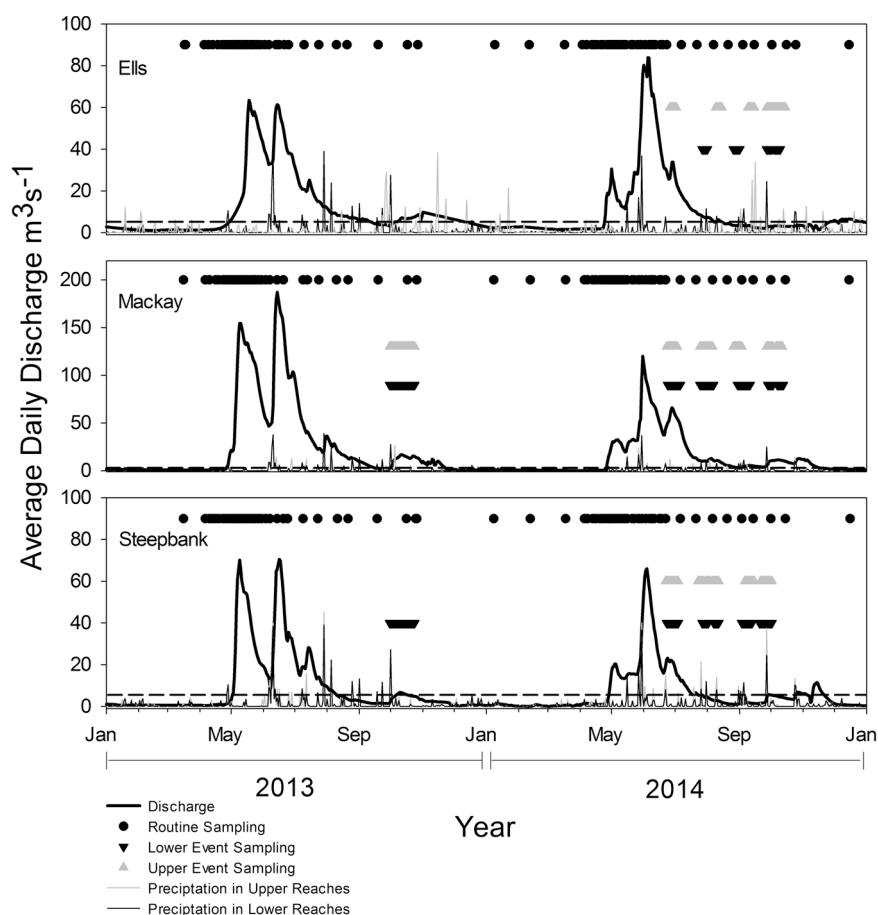 Average Daily Discharge m3s-1
100
80
60
40
20
0
Ells
200
150
100
50
0
Mackay
100
80
60
40
20
0
Steepbank
Jan May Sep Jan May Sep Jan
2013 2014
Year
Discharge
Routine Sampling
Lower Event Sampling
Upper Event Sampling
Preciptation in Upper Reaches
Preciptation in Lower Reaches